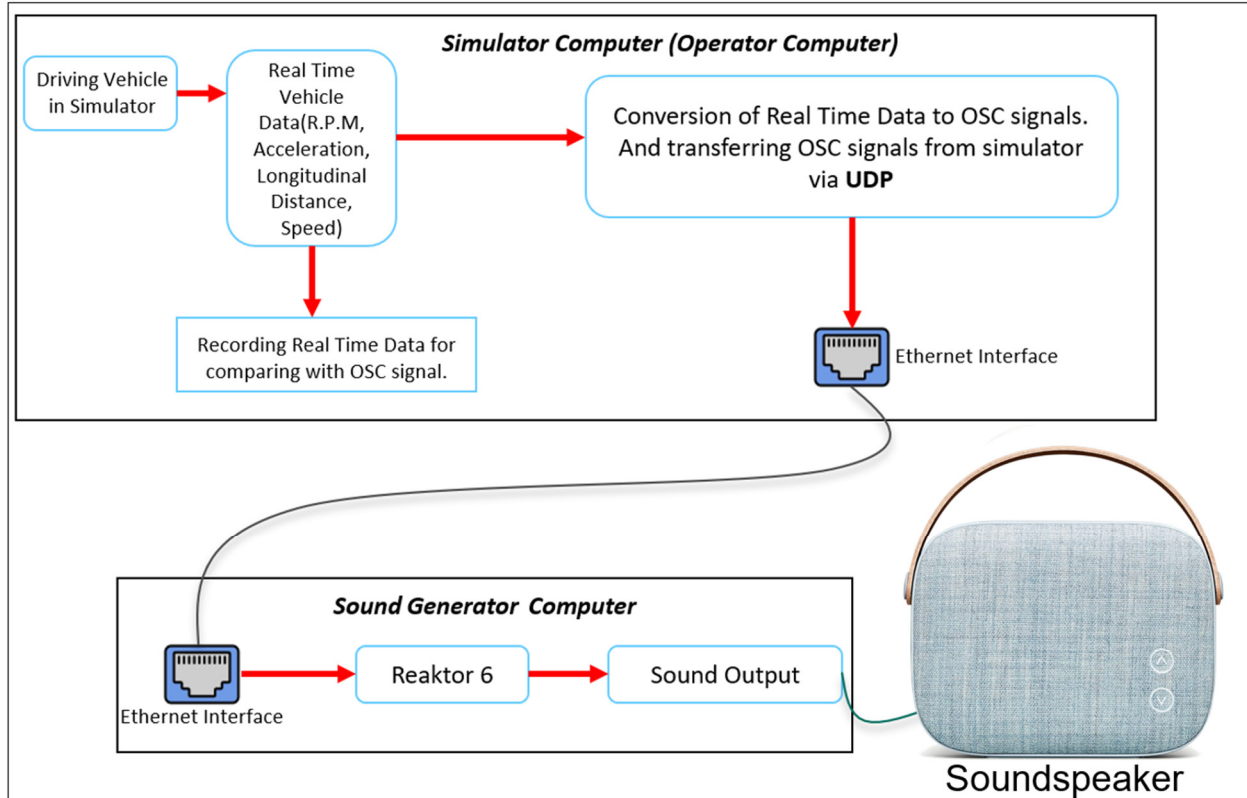 Simulator Computer (Operator Computer)
Driving Vehicle
in Simulator
Real Time
Vehicle
Data(R.P.M,
Acceleration,
Longitudinal
Distance,
Speed)
Conversion of Real Time Data to OSC signals.
And transferring OSC signals from simulator
via UDP
Recording Real Time Data for
comparing with OSC signal.
Ethernet Interface
Sound Generator Computer
Ethernet Interface
Reaktor 6
Sound Output
Soundspeaker